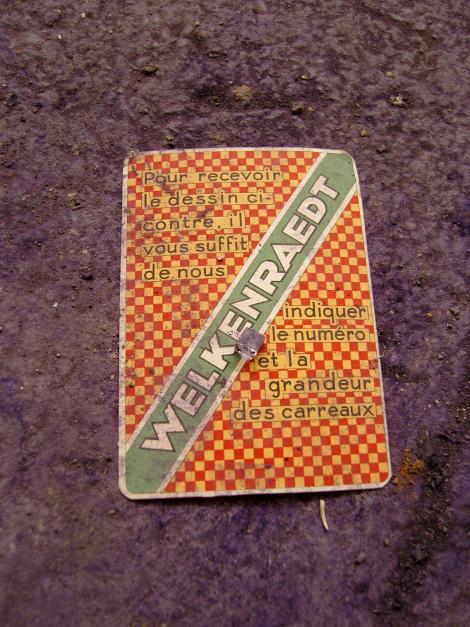 Pour recevoir
le dessin ci-
contre, il
vous suffit
de nous
WELKENRAEDT
indiquer
le numéro
et la
grandeur
des carreaux